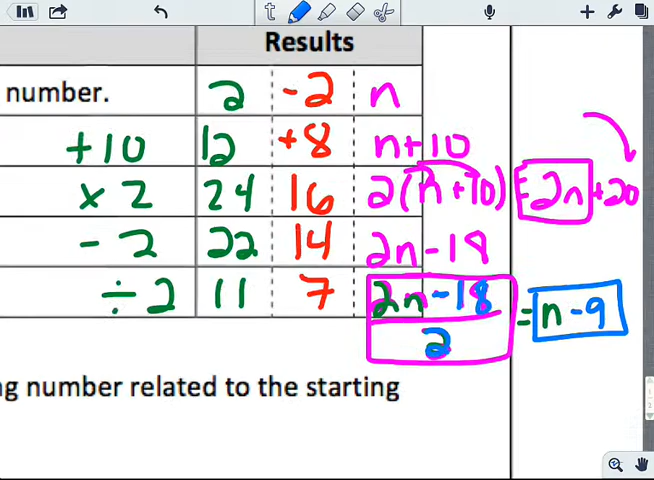 t
Results
number. 2 -2 n
+10 12 +8 n+10
x 2 24 16 2(n+10) =2n+20
- 2 22 14 2n-18
÷ 2 11 7 2n-18 = n-9
2
ng number related to the starting